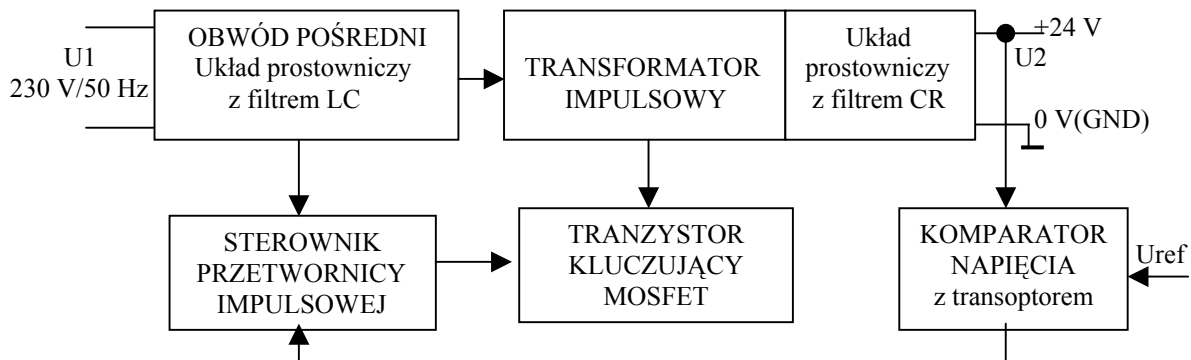 U1
230 V/50 Hz
OBWÓD POŚREDNI
Układ prostowniczy
z filtrem LC
TRANSFORMATOR
IMPULSOWY
Układ
prostowniczy
z filtrem CR
+24 V
U2
0 V(GND)
STEROWNIK
PRZETWORNICY
IMPULSOWEJ
TRANZYSTOR
KLUCZUJĄCY
MOSFET
KOMPARATOR
NAPIĘCIA
z transoptorem
Uref